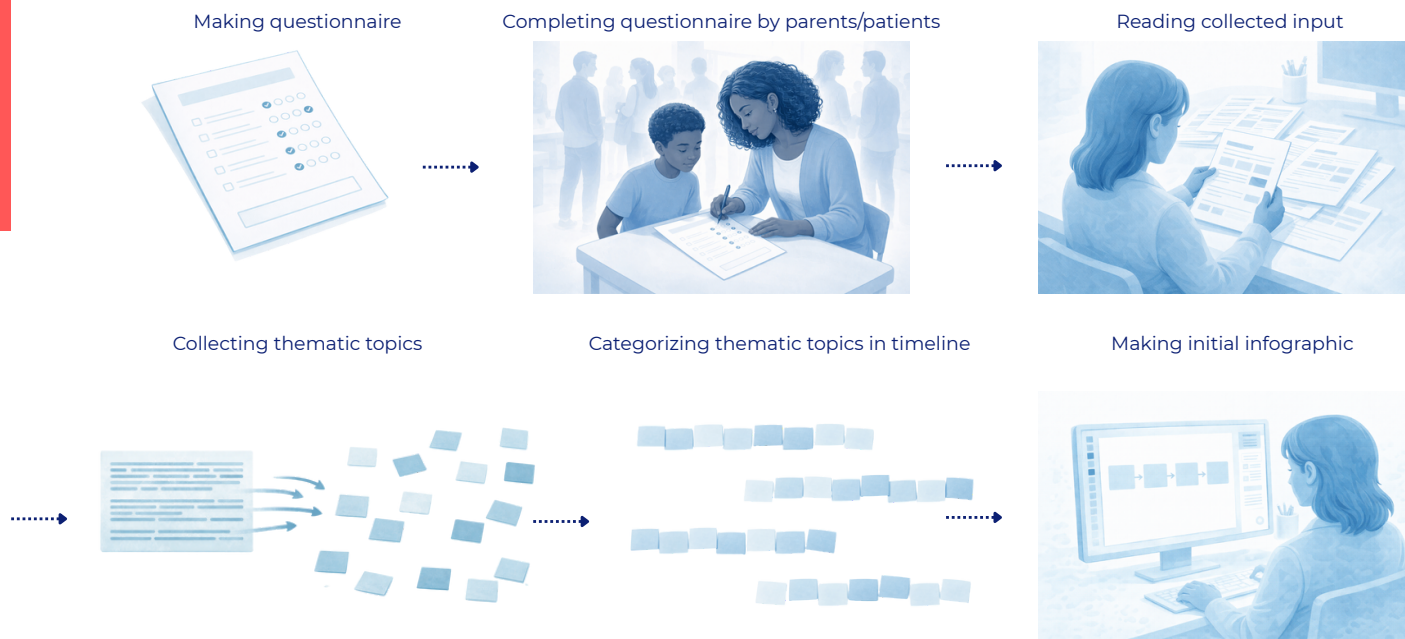 Making questionnaire
Completing questionnaire by parents/patients
Reading collected input
Collecting thematic topics
Categorizing thematic topics in timeline
Making initial infographic